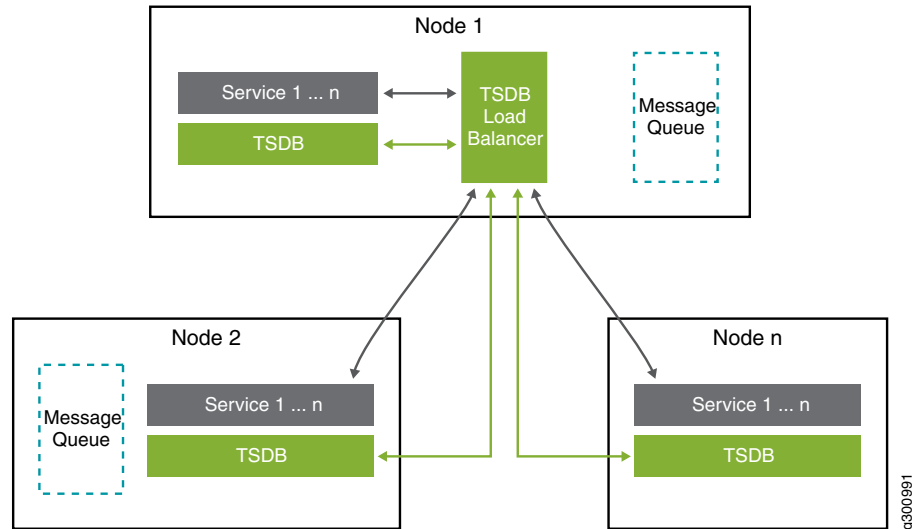 Node 1
Service 1 ... n
TSDB
TSDB
Load
Balancer
Message
Queue
Node 2
Message
Queue
Service 1 ... n
TSDB
Node n
Service 1 ... n
TSDB
g300991